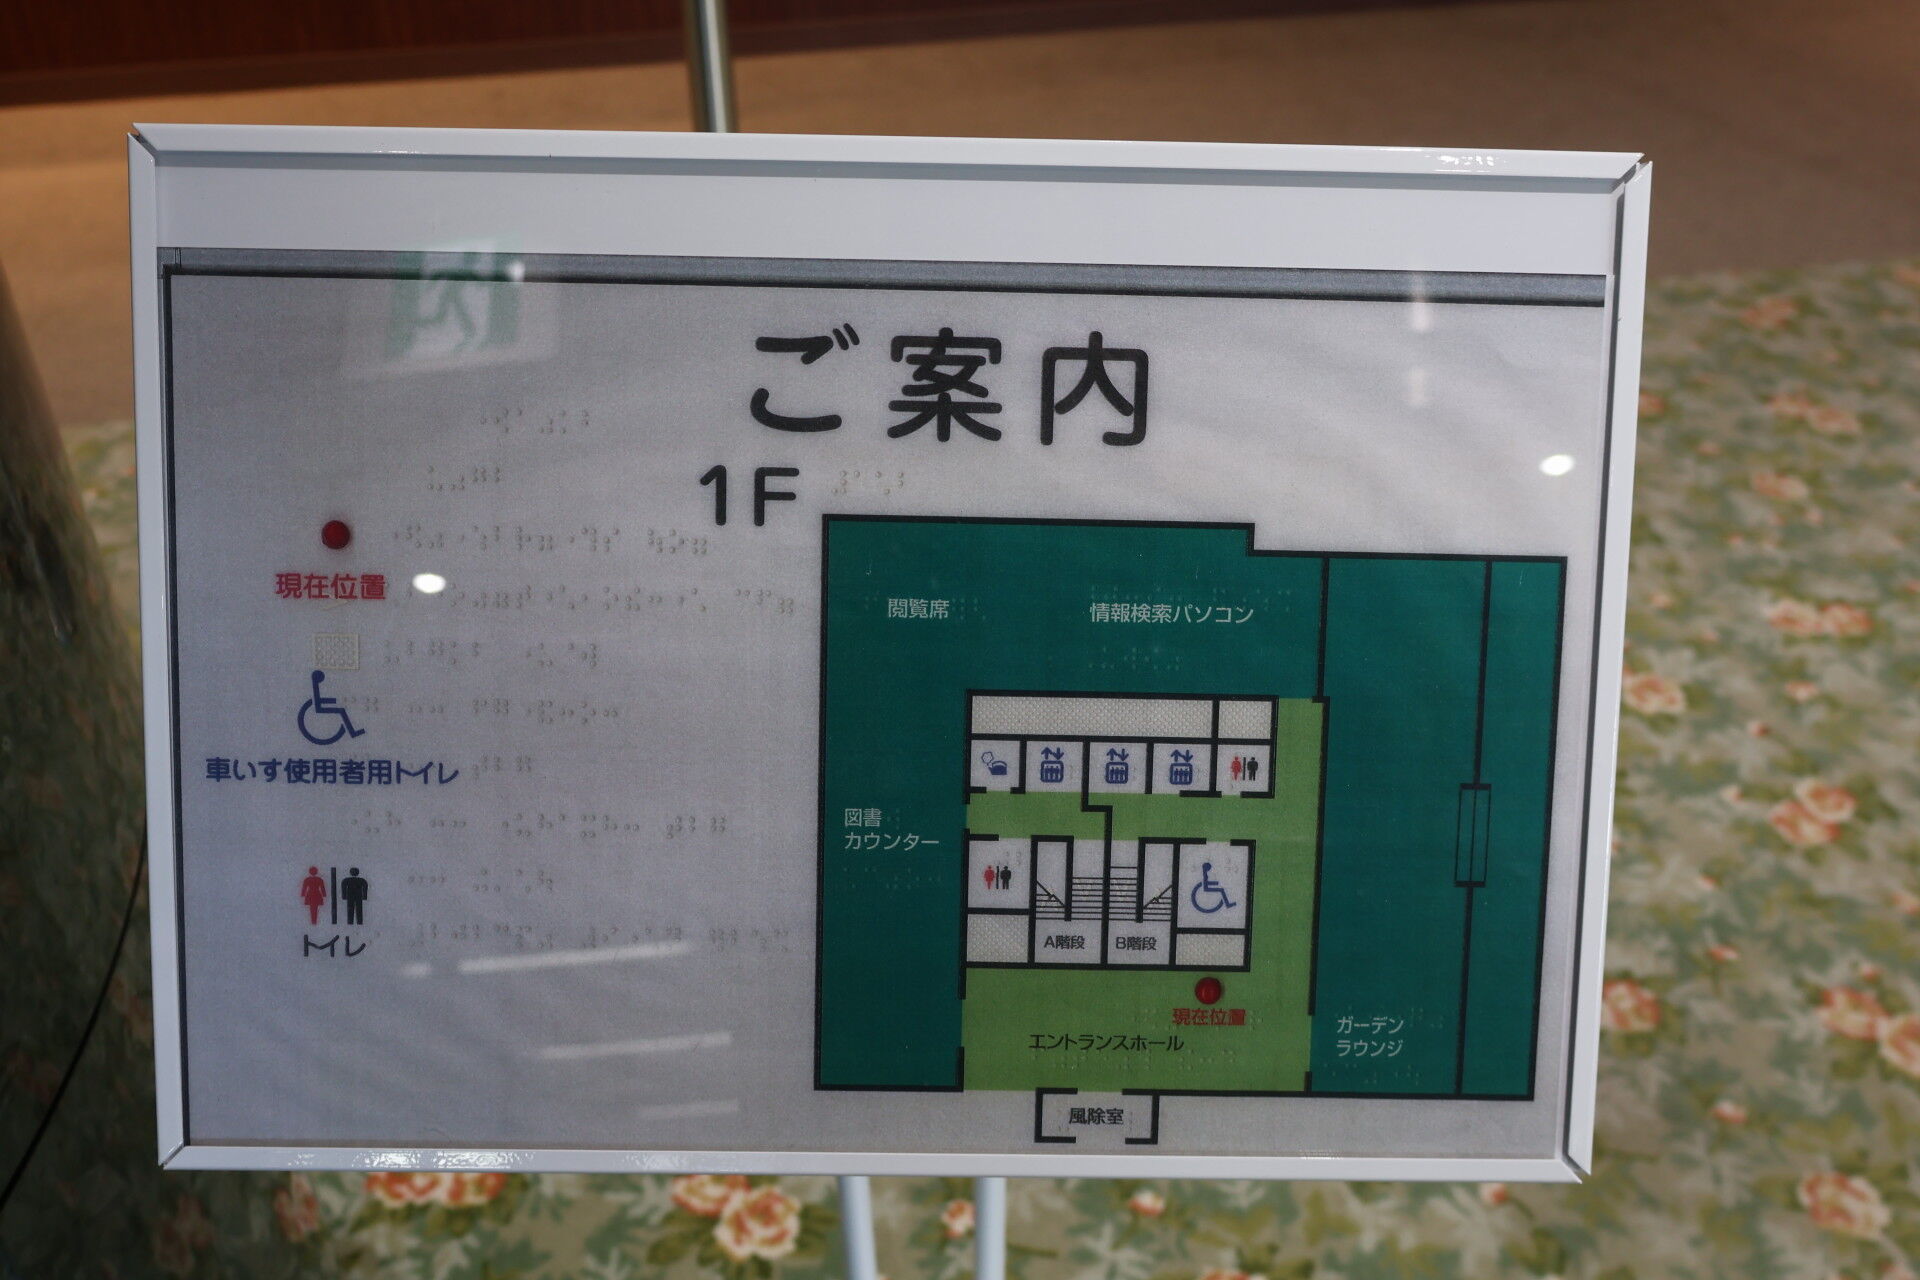 ご案内
1F
現在位置
車いす使用者用トイレ
トイレ
閲覧席
情報検索パソコン
図書
カウンター
A階段
B階段
現在位置
エントランスホール
ガーデン
ラウンジ
風除室